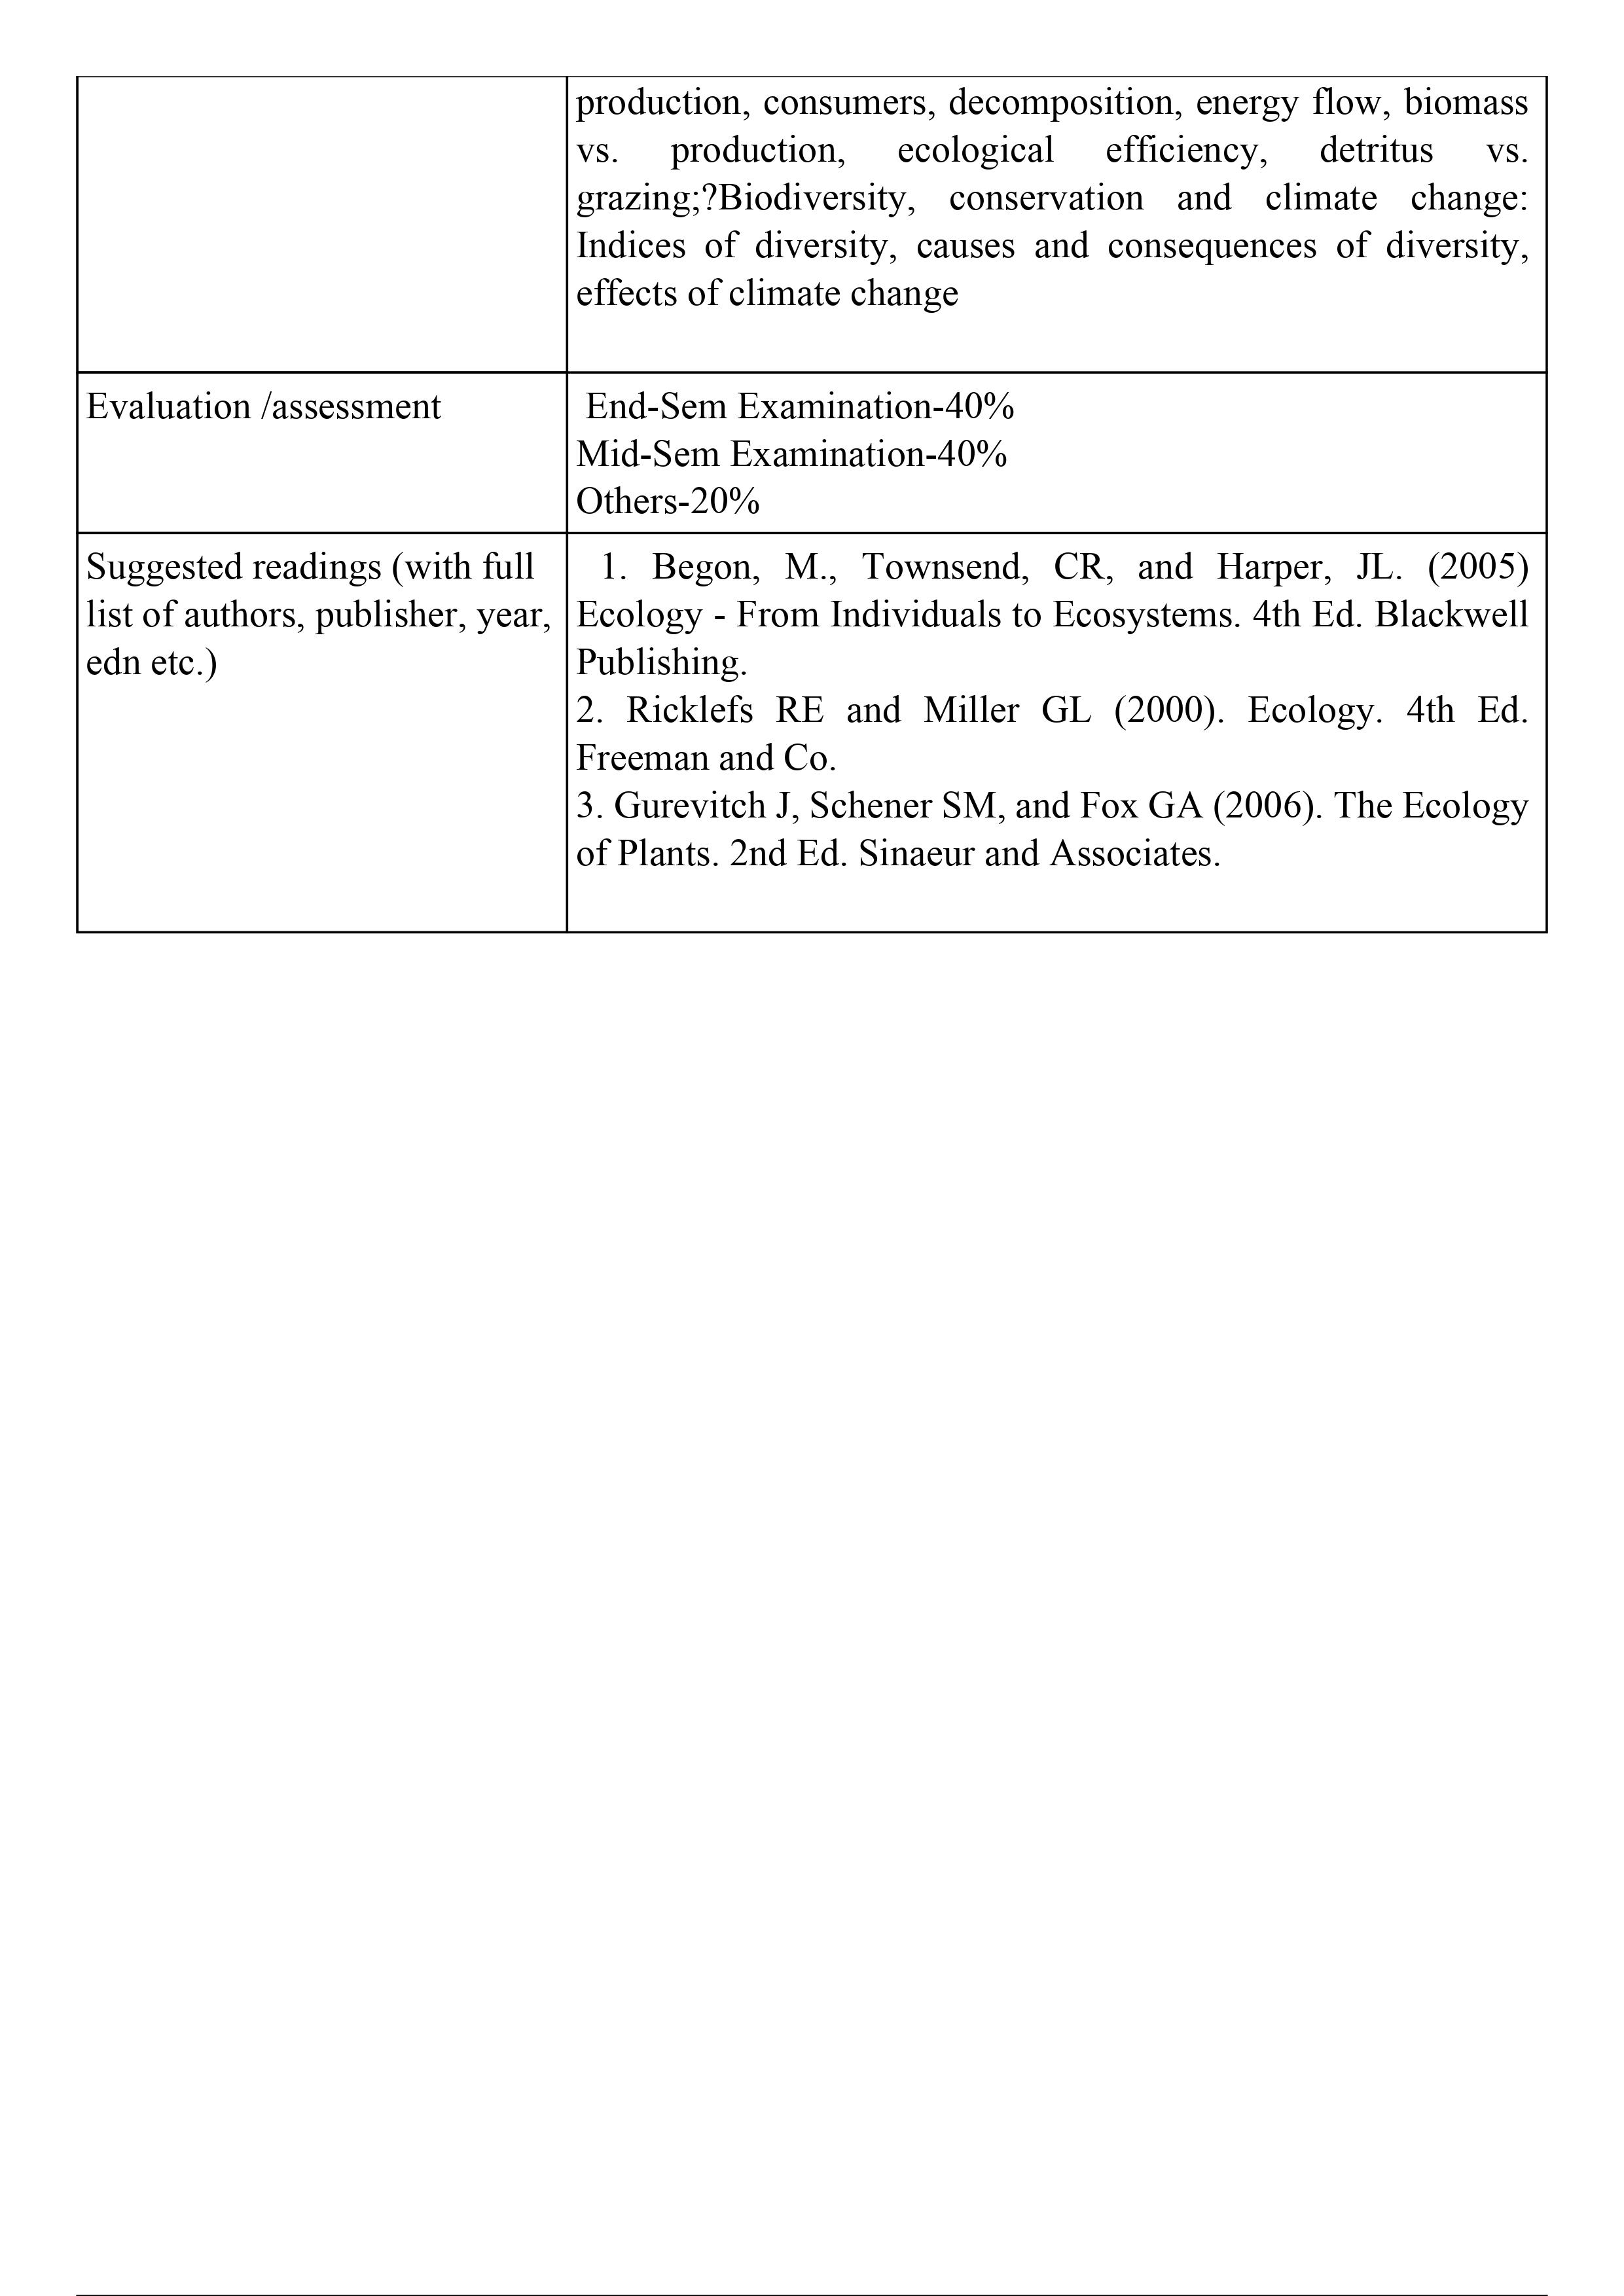 production, consumers, decomposition, energy flow, biomass
vs. production, ecological efficiency, detritus vs.
grazing;?Biodiversity, conservation and climate change:
Indices of diversity, causes and consequences of diversity,
effects of climate change
Evaluation /assessment
End-Sem Examination-40%
Mid-Sem Examination-40%
Others-20%
Suggested readings (with full
list of authors, publisher, year,
edn etc.)
1. Begon, M., Townsend, CR, and Harper, JL. (2005)
Ecology - From Individuals to Ecosystems. 4th Ed. Blackwell
Publishing.
2. Ricklefs RE and Miller GL (2000). Ecology. 4th Ed.
Freeman and Co.
3. Gurevitch J, Schener SM, and Fox GA (2006). The Ecology
of Plants. 2nd Ed. Sinaeur and Associates.